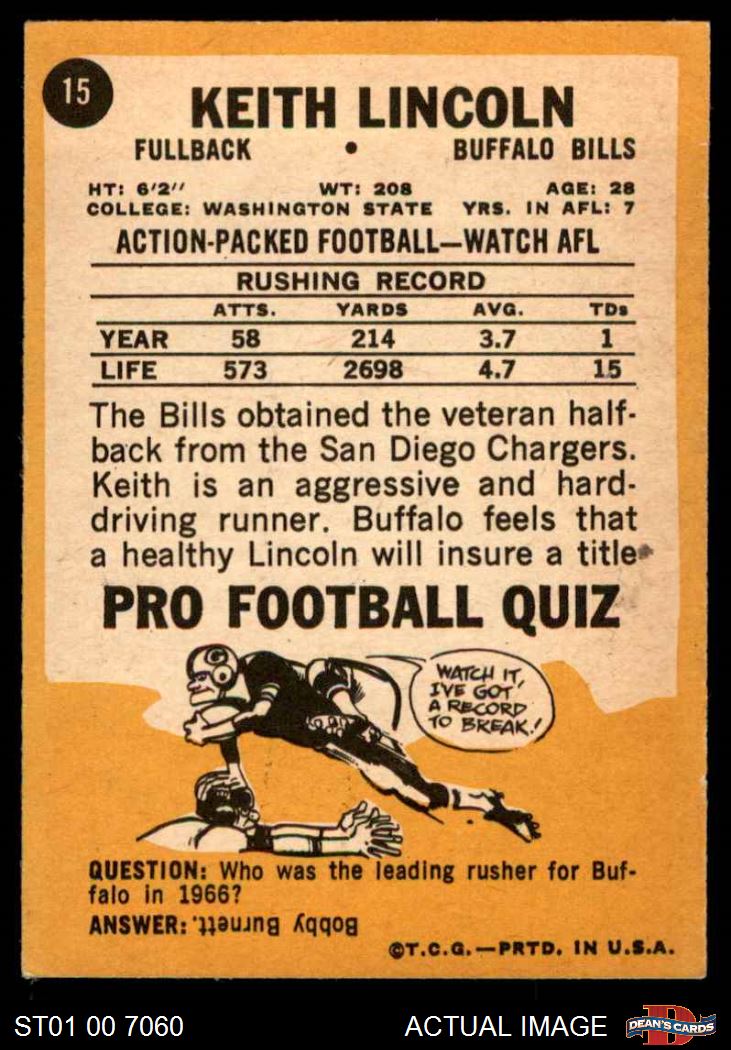 15
KEITH LINCOLN
FULLBACK • BUFFALO BILLS
HT: 6'2'' WT: 208 AGE: 28
COLLEGE: WASHINGTON STATE YRS. IN AFL: 7
ACTION-PACKED FOOTBALL—WATCH AFL
RUSHING RECORD
ATTS. YARDS AVG. TDs
YEAR 58 214 3.7 1
LIFE 573 2698 4.7 15
The Bills obtained the veteran half-
back from the San Diego Chargers.
Keith is an aggressive and hard-
driving runner. Buffalo feels that
a healthy Lincoln will insure a title
PRO FOOTBALL QUIZ
G
WATCH IT,
I'VE GOT
A RECORD
TO BREAK!
QUESTION: Who was the leading rusher for Buf-
falo in 1966?
ANSWER: Bobby Burnett.
©T.C.G.—PRTD. IN U.S.A.
ST01 00 7060 ACTUAL IMAGE
D
DEAN'S CARDS